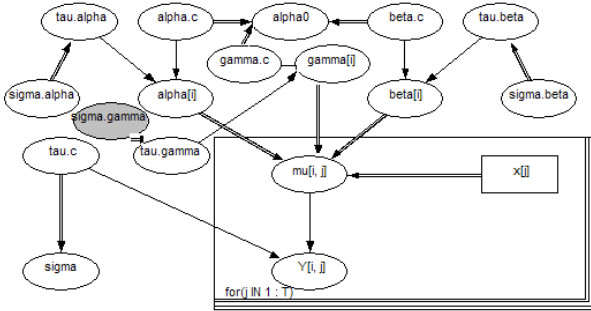 tau.alpha
alpha.c
alpha0
beta.c
tau.beta
gamma.c
gamma[i]
sigma.alpha
alpha[i]
beta[i]
sigma.beta
sigma.gamma
tau.c
tau.gamma
mu[i, j]
x[j]
sigma
Y[i, j]
for(j IN 1 : T)